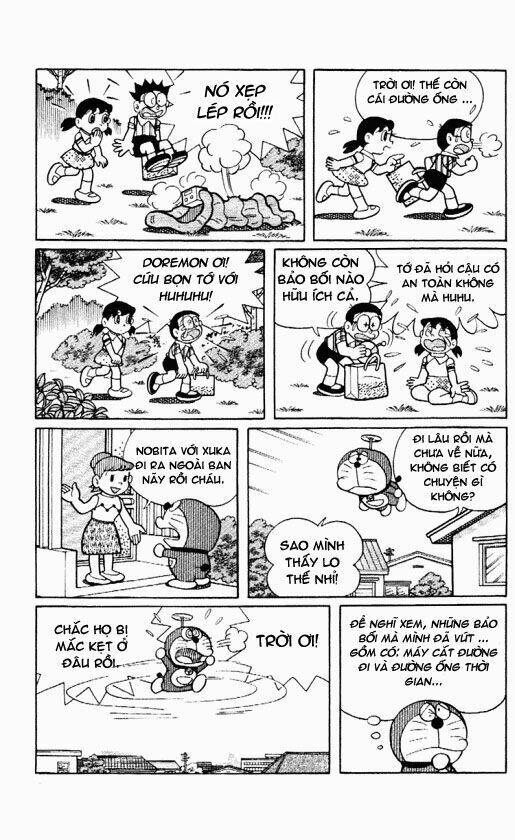 NÓ XẸP
LÉP RỒI!!!
TRỜI ƠI! THẾ CÒN
CÁI ĐƯỜNG ỐNG ...
DOREMON ƠI!
CỨU BỌN TỚ VỚI
HUHUHU!
KHÔNG CÒN
BẢO BỐI NÀO
HỮU ÍCH CẢ.
TỚ ĐÃ HỎI CẬU CÓ
AN TOÀN KHÔNG
MÀ HUHU.
NOBITA VỚI XUKA
ĐI RA NGOÀI BAN
NÃY RỒI CHÁU.
ĐI LÂU RỒI MÀ
CHƯA VỀ NỮA,
KHÔNG BIẾT CÓ
CHUYỆN GÌ
KHÔNG?
SAO MÌNH
THẤY LO
THẾ NHỈ!
CHẮC HỌ BỊ
MẮC KẸT Ở
ĐÂU RỒI.
TRỜI ƠI!
ĐỂ NGHĨ XEM, NHỮNG BẢO
BỐI MÀ MÌNH ĐÃ VỨT ...
GỒM CÓ: MÁY CẮT ĐƯỜNG
ĐI VÀ ĐƯỜNG ỐNG THỜI
GIAN...